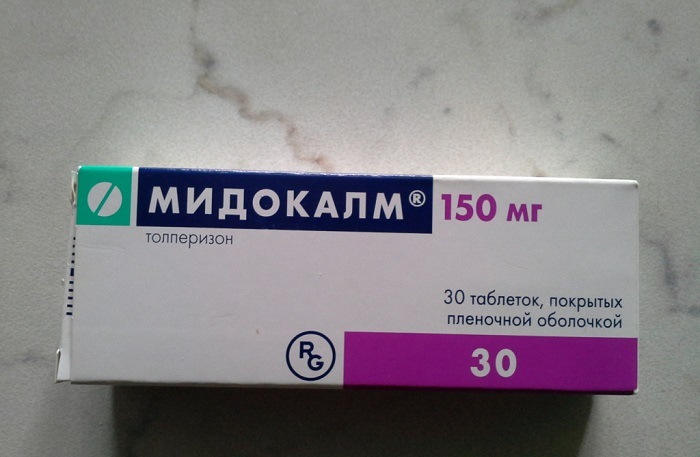 МИДОКАЛМ® 150 мг
толперизон
30 таблеток, покрытых
пленочной оболочкой
RG
30